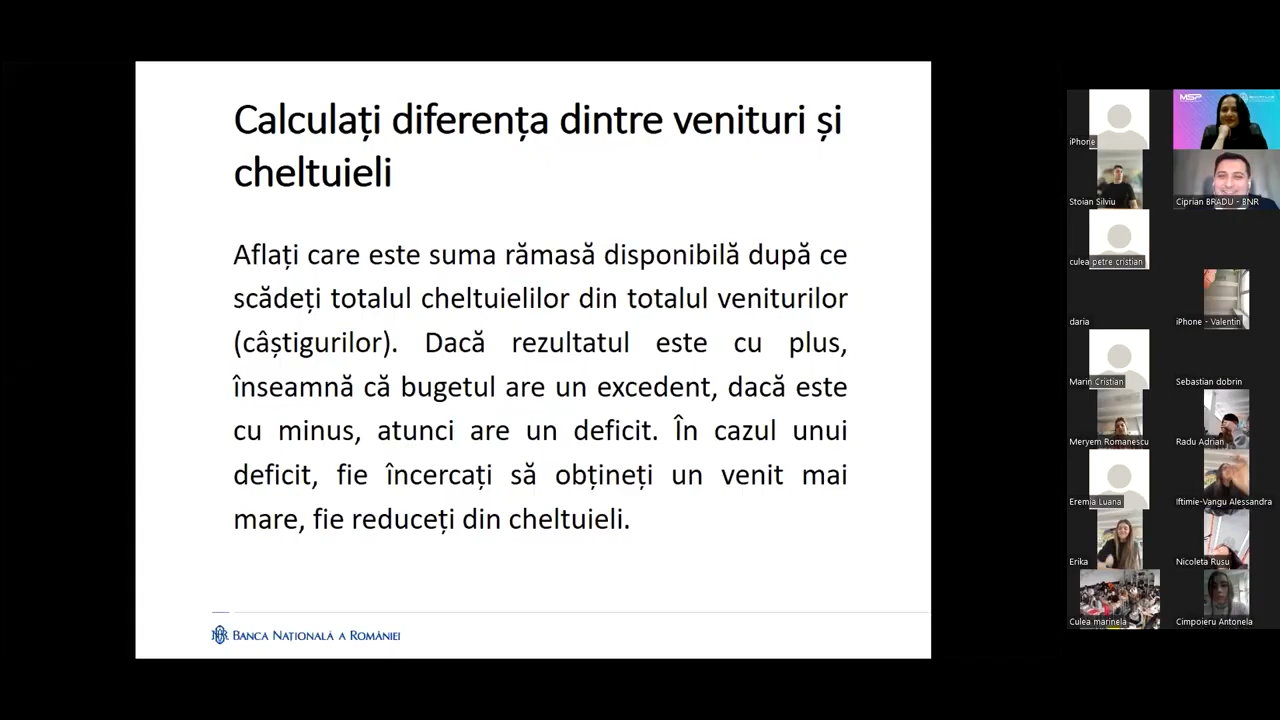 Calculați diferența dintre venituri și
cheltuieli
Aflați care este suma rămasă disponibilă după ce
scădeți totalul cheltuielilor din totalul veniturilor
(câștigurilor). Dacă rezultatul este cu plus,
înseamnă că bugetul are un excedent, dacă este
cu minus, atunci are un deficit. În cazul unui
deficit, fie încercați să obțineți un venit mai
mare, fie reduceți din cheltuieli.
BANCA NAȚIONALĂ A ROMÂNIEI
iPhone
MSP
Stoian Silviu
Ciprian BRADU - BNR
culea petre cristian
daria
iPhone - Valentin
Marin Cristian
Sebastian dobrin
Meryem Romanescu
Radu Adrian
Eremia Luana
Iftimie-Vangu Alessandra
Erika
Nicoleta Rusu
Culea marinela
Cimpoieru Antonela